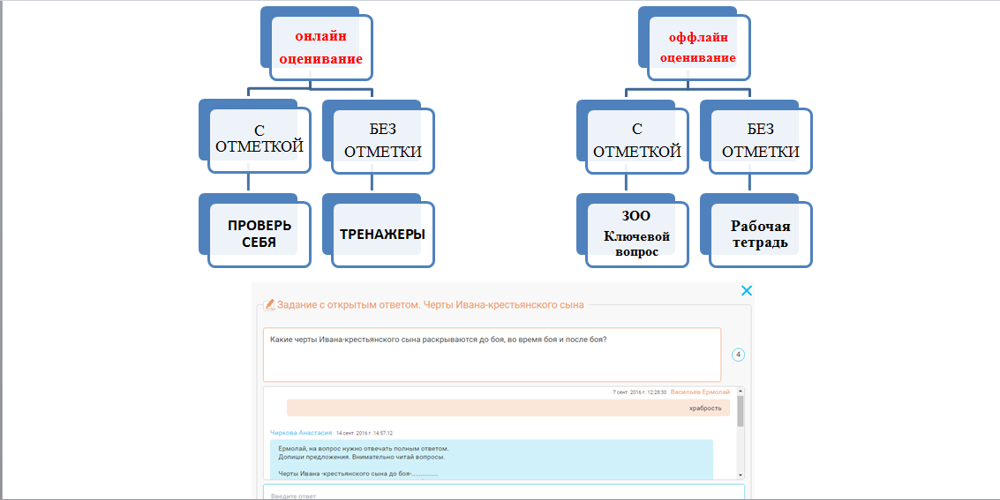 онлайн
оценивание
С
ОТМЕТКОЙ
БЕЗ
ОТМЕТКИ
ПРОВЕРЬ
СЕБЯ
ТРЕНАЖЕРЫ
оффлайн
оценивание
С
ОТМЕТКОЙ
БЕЗ
ОТМЕТКИ
ЗОО
Ключевой
вопрос
Рабочая
тетрадь
Задание с открытым ответом. Черты Ивана-крестьянского сына
Какие черты Ивана-крестьянского сына раскрываются до боя, во время боя и после боя?
4
7 сент. 2016 г. 12:28:30 Васильев Ермолай
храбрость
Чиркова Анастасия 14 сент. 2016 г. 14:57:12
Ермолай, на вопрос нужно отвечать полным ответом.
Допиши предложения. Внимательно читай вопросы.
Черты Ивана -крестьянского сына до боя-................
Введите ответ